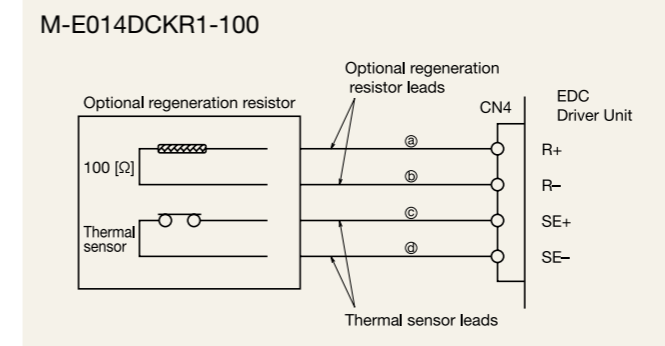 M-E014DCKR1-100
Optional regeneration
resistor leads
Optional regeneration resistor
CN4
EDC
Driver Unit
100 [Ω]
ⓐ
R+
ⓑ
R–
ⓒ
SE+
Thermal
sensor
ⓓ
SE–
Thermal sensor leads